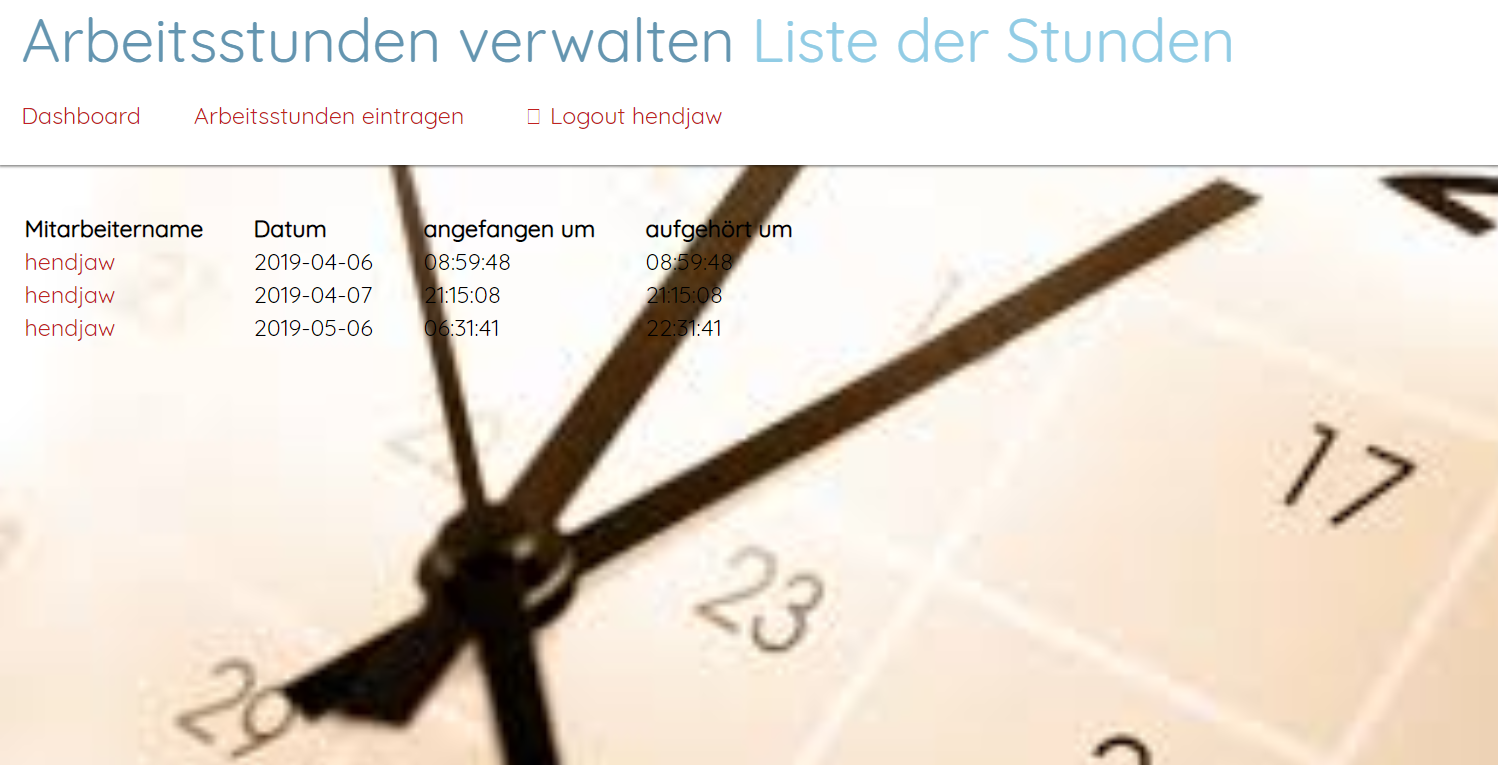 Arbeitsstunden verwalten Liste der Stunden
Dashboard Arbeitsstunden eintragen Logout hendjaw
Mitarbeitername Datum angefangen um aufgehört um
hendjaw 2019-04-06 08:59:48 08:59:48
hendjaw 2019-04-07 21:15:08 21:15:08
hendjaw 2019-05-06 06:31:41 22:31:41
17
23
29